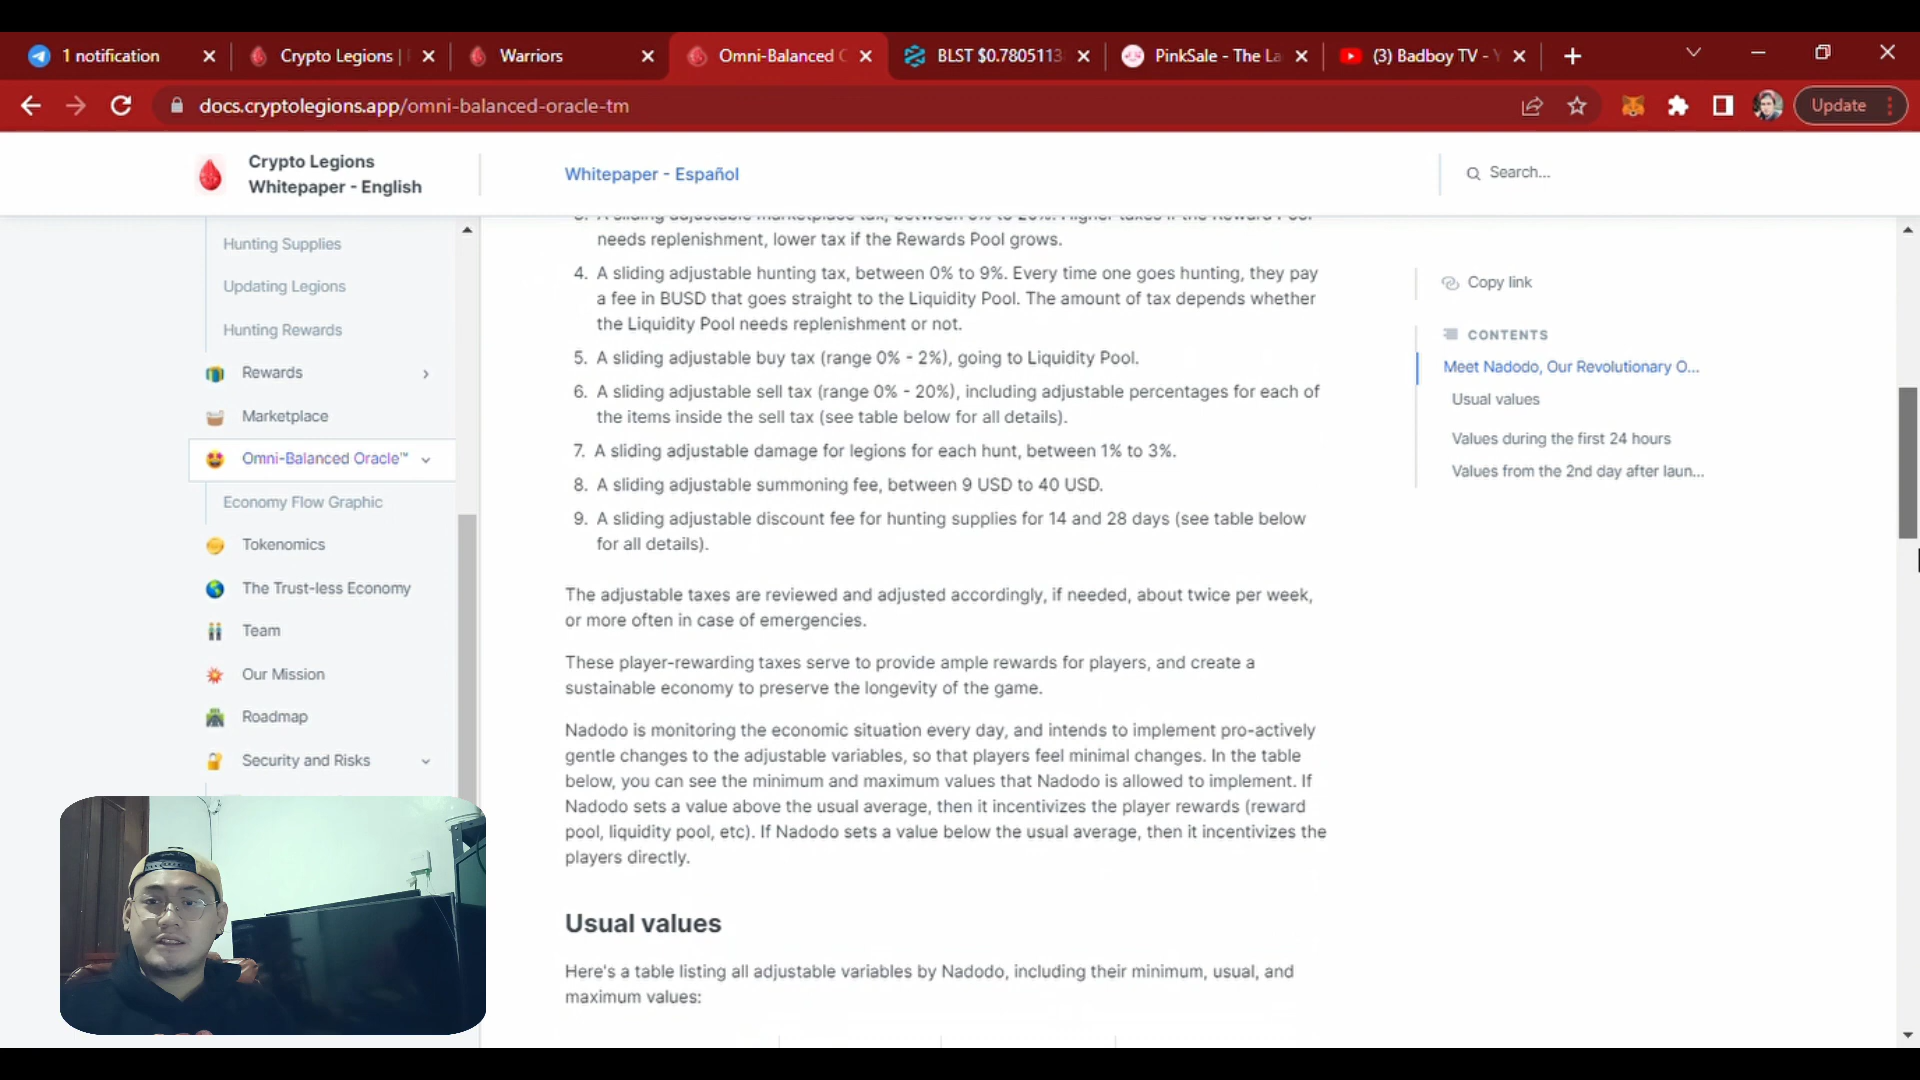 1 notification
Crypto Legions |
Warriors
Omni-Balanced
BLST $0.7805113
PinkSale - The La
(3) Badboy TV -
docs.cryptolegions.app/omni-balanced-oracle-tm
Update
Crypto Legions
Whitepaper - English
Whitepaper - Español
Search...
Hunting Supplies
Updating Legions
Hunting Rewards
Rewards
Marketplace
Omni-Balanced Oracle™
Economy Flow Graphic
Tokenomics
The Trust-less Economy
Team
Our Mission
Roadmap
Security and Risks
3. A sliding adjustable marketplace tax, between 0% to 20%. Higher taxes if the Reward Pool
needs replenishment, lower tax if the Rewards Pool grows.
4. A sliding adjustable hunting tax, between 0% to 9%. Every time one goes hunting, they pay
a fee in BUSD that goes straight to the Liquidity Pool. The amount of tax depends whether
the Liquidity Pool needs replenishment or not.
5. A sliding adjustable buy tax (range 0% - 2%), going to Liquidity Pool.
6. A sliding adjustable sell tax (range 0% - 20%), including adjustable percentages for each of
the items inside the sell tax (see table below for all details).
7. A sliding adjustable damage for legions for each hunt, between 1% to 3%.
8. A sliding adjustable summoning fee, between 9 USD to 40 USD.
9. A sliding adjustable discount fee for hunting supplies for 14 and 28 days (see table below
for all details).
The adjustable taxes are reviewed and adjusted accordingly, if needed, about twice per week,
or more often in case of emergencies.
These player-rewarding taxes serve to provide ample rewards for players, and create a
sustainable economy to preserve the longevity of the game.
Nadodo is monitoring the economic situation every day, and intends to implement pro-actively
gentle changes to the adjustable variables, so that players feel minimal changes. In the table
below, you can see the minimum and maximum values that Nadodo is allowed to implement. If
Nadodo sets a value above the usual average, then it incentivizes the player rewards (reward
pool, liquidity pool, etc). If Nadodo sets a value below the usual average, then it incentivizes the
players directly.
Usual values
Here's a table listing all adjustable variables by Nadodo, including their minimum, usual, and
maximum values:
Copy link
CONTENTS
Meet Nadodo, Our Revolutionary O...
Usual values
Values during the first 24 hours
Values from the 2nd day after laun...